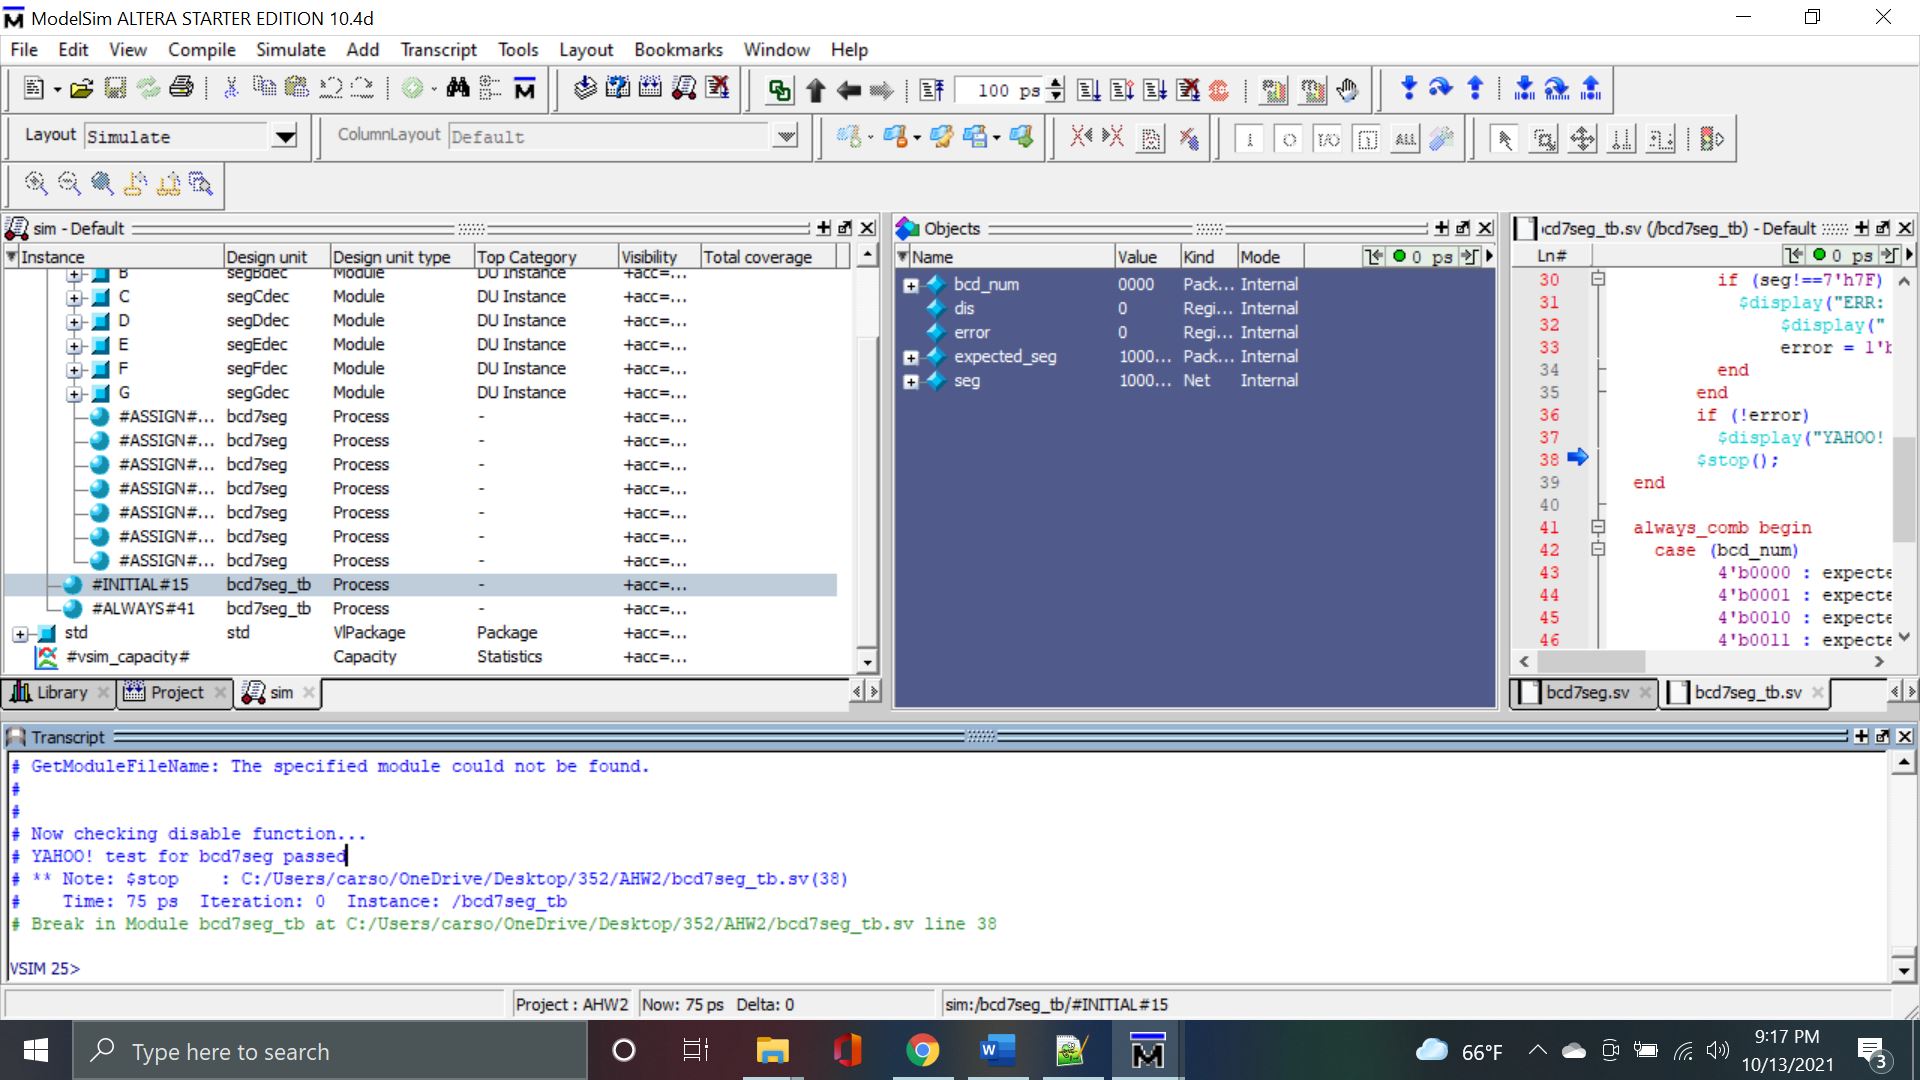 ModelSim ALTERA STARTER EDITION 10.4d
File Edit View Compile Simulate Add Transcript Tools Layout Bookmarks Window Help
100 ps
Layout Simulate ColumnLayout Default
ALL
sim - Default
Instance Design unit Design unit type Top Category Visibility Total coverage
B segBdec Module DU Instance +acc=...
C segCdec Module DU Instance +acc=...
D segDdec Module DU Instance +acc=...
E segEdec Module DU Instance +acc=...
F segFdec Module DU Instance +acc=...
G segGdec Module DU Instance +acc=...
#ASSIGN#... bcd7seg Process - +acc=...
#ASSIGN#... bcd7seg Process - +acc=...
#ASSIGN#... bcd7seg Process - +acc=...
#ASSIGN#... bcd7seg Process - +acc=...
#ASSIGN#... bcd7seg Process - +acc=...
#ASSIGN#... bcd7seg Process - +acc=...
#ASSIGN#... bcd7seg Process - +acc=...
#INITIAL#15 bcd7seg_tb Process - +acc=...
#ALWAYS#41 bcd7seg_tb Process - +acc=...
std std VlPackage Package +acc=...
#vsim_capacity# Capacity Statistics +acc=...
Library Project sim
Objects
Name Value Kind Mode 0 ps
bcd_num 0000 Pack... Internal
dis 0 Regi... Internal
error 0 Regi... Internal
expected_seg 1000... Pack... Internal
seg 1000... Net Internal
cd7seg_tb.sv (/bcd7seg_tb) - Default
Ln# 0 ps
30 if (seg!==7'h7F)
31 $display("ERR:
32 $display("
33 error = 1'b
34 end
35 end
36 if (!error)
37 $display("YAHOO!
38 $stop();
39 end
40
41 always_comb begin
42 case (bcd_num)
43 4'b0000 : expecte
44 4'b0001 : expecte
45 4'b0010 : expecte
46 4'b0011 : expecte
bcd7seg.sv bcd7seg_tb.sv
Transcript
# GetModuleFileName: The specified module could not be found.
#
#
# Now checking disable function...
# YAHOO! test for bcd7seg passed
# ** Note: $stop : C:/Users/carso/OneDrive/Desktop/352/AHW2/bcd7seg_tb.sv(38)
# Time: 75 ps Iteration: 0 Instance: /bcd7seg_tb
# Break in Module bcd7seg_tb at C:/Users/carso/OneDrive/Desktop/352/AHW2/bcd7seg_tb.sv line 38
VSIM 25>
Project : AHW2 Now: 75 ps Delta: 0 sim:/bcd7seg_tb/#INITIAL#15
Type here to search
66°F
9:17 PM
10/13/2021
3